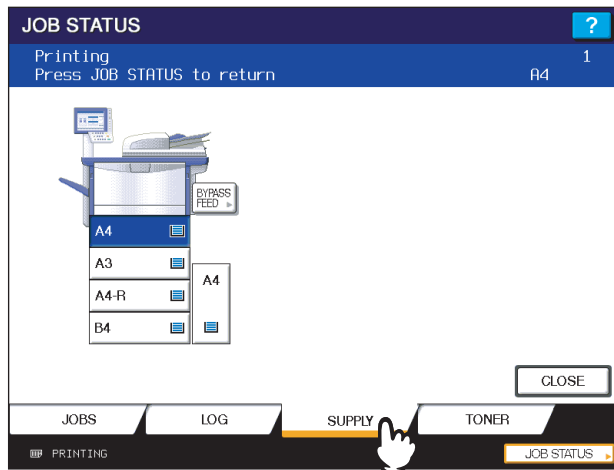 JOB STATUS
?
Printing 1
Press JOB STATUS to return A4
BYPASS
FEED
A4
A3
A4
A4-R
B4
CLOSE
JOBS LOG SUPPLY TONER
PRINTING JOB STATUS